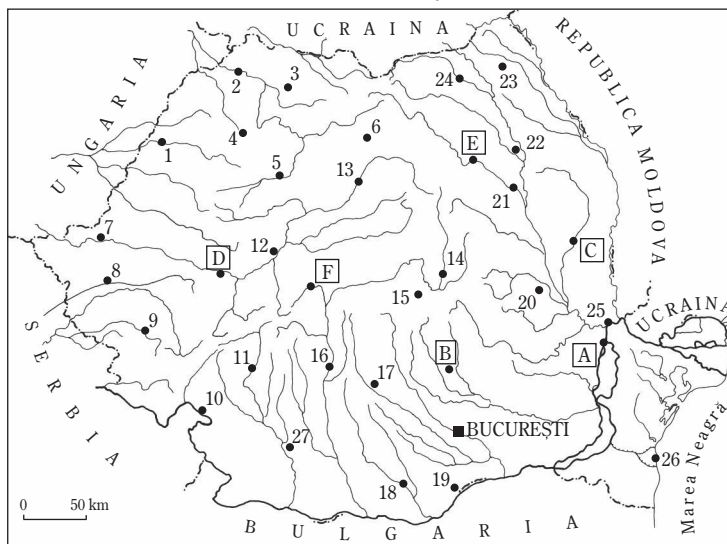 UCRAINA
REPUBLICA MOLDOVA
UNGARIA
2
3
24
23
4
6
1
E
22
5
13
21
7
12
C
D
14
8
F
15
20
25
UCRAINA
9
A
SERBIA
11
16
B
17
10
BUCUREȘTI
27
26
Marea Neagră
18
19
0 50 km
BULGARIA